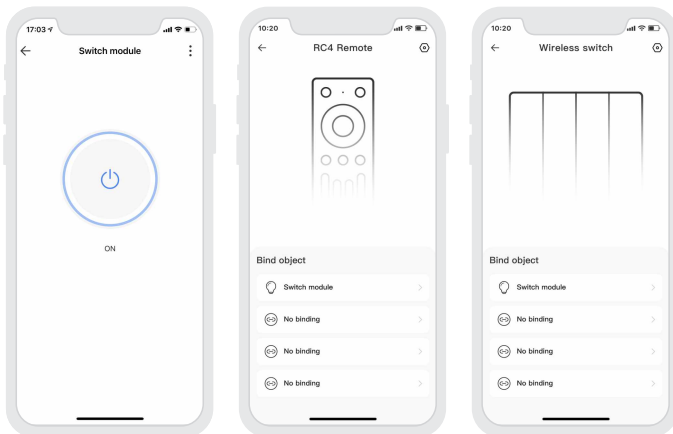 17:03
Switch module
ON
10:20
RC4 Remote
Bind object
Switch module
No binding
No binding
No binding
10:20
Wireless switch
Bind object
Switch module
No binding
No binding
No binding